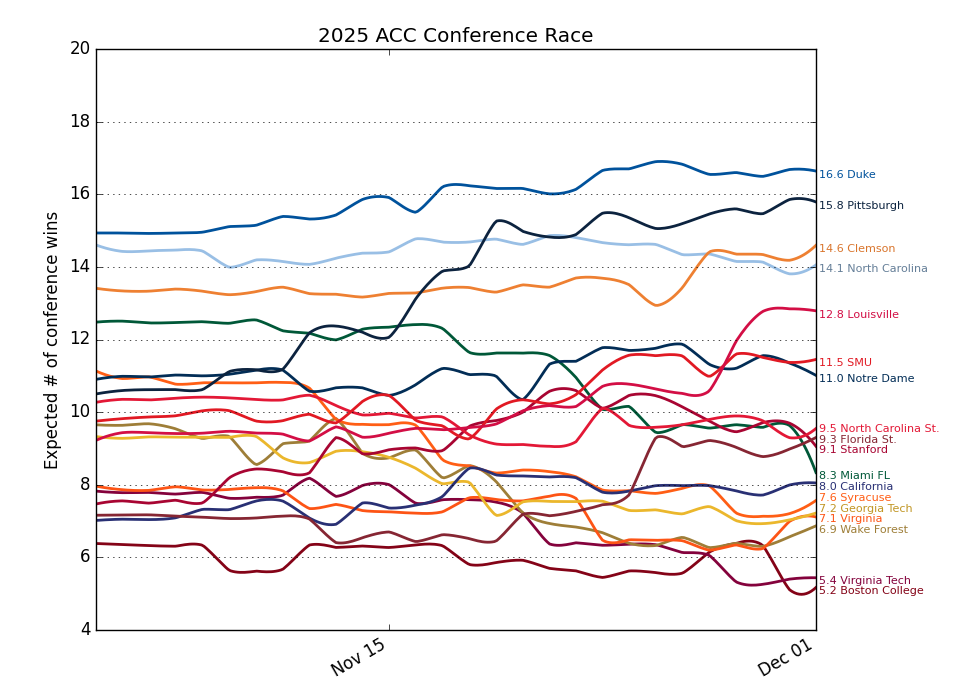 2025 ACC Conference Race
Expected # of conference wins
20
18
16
14
12
10
8
6
4
Nov 15
Dec 01
16.6 Duke
15.8 Pittsburgh
14.6 Clemson
14.1 North Carolina
12.8 Louisville
11.5 SMU
11.0 Notre Dame
9.5 North Carolina St.
9.3 Florida St.
9.1 Stanford
8.3 Miami FL
8.0 California
7.6 Syracuse
7.2 Georgia Tech
7.1 Virginia
6.9 Wake Forest
5.4 Virginia Tech
5.2 Boston College